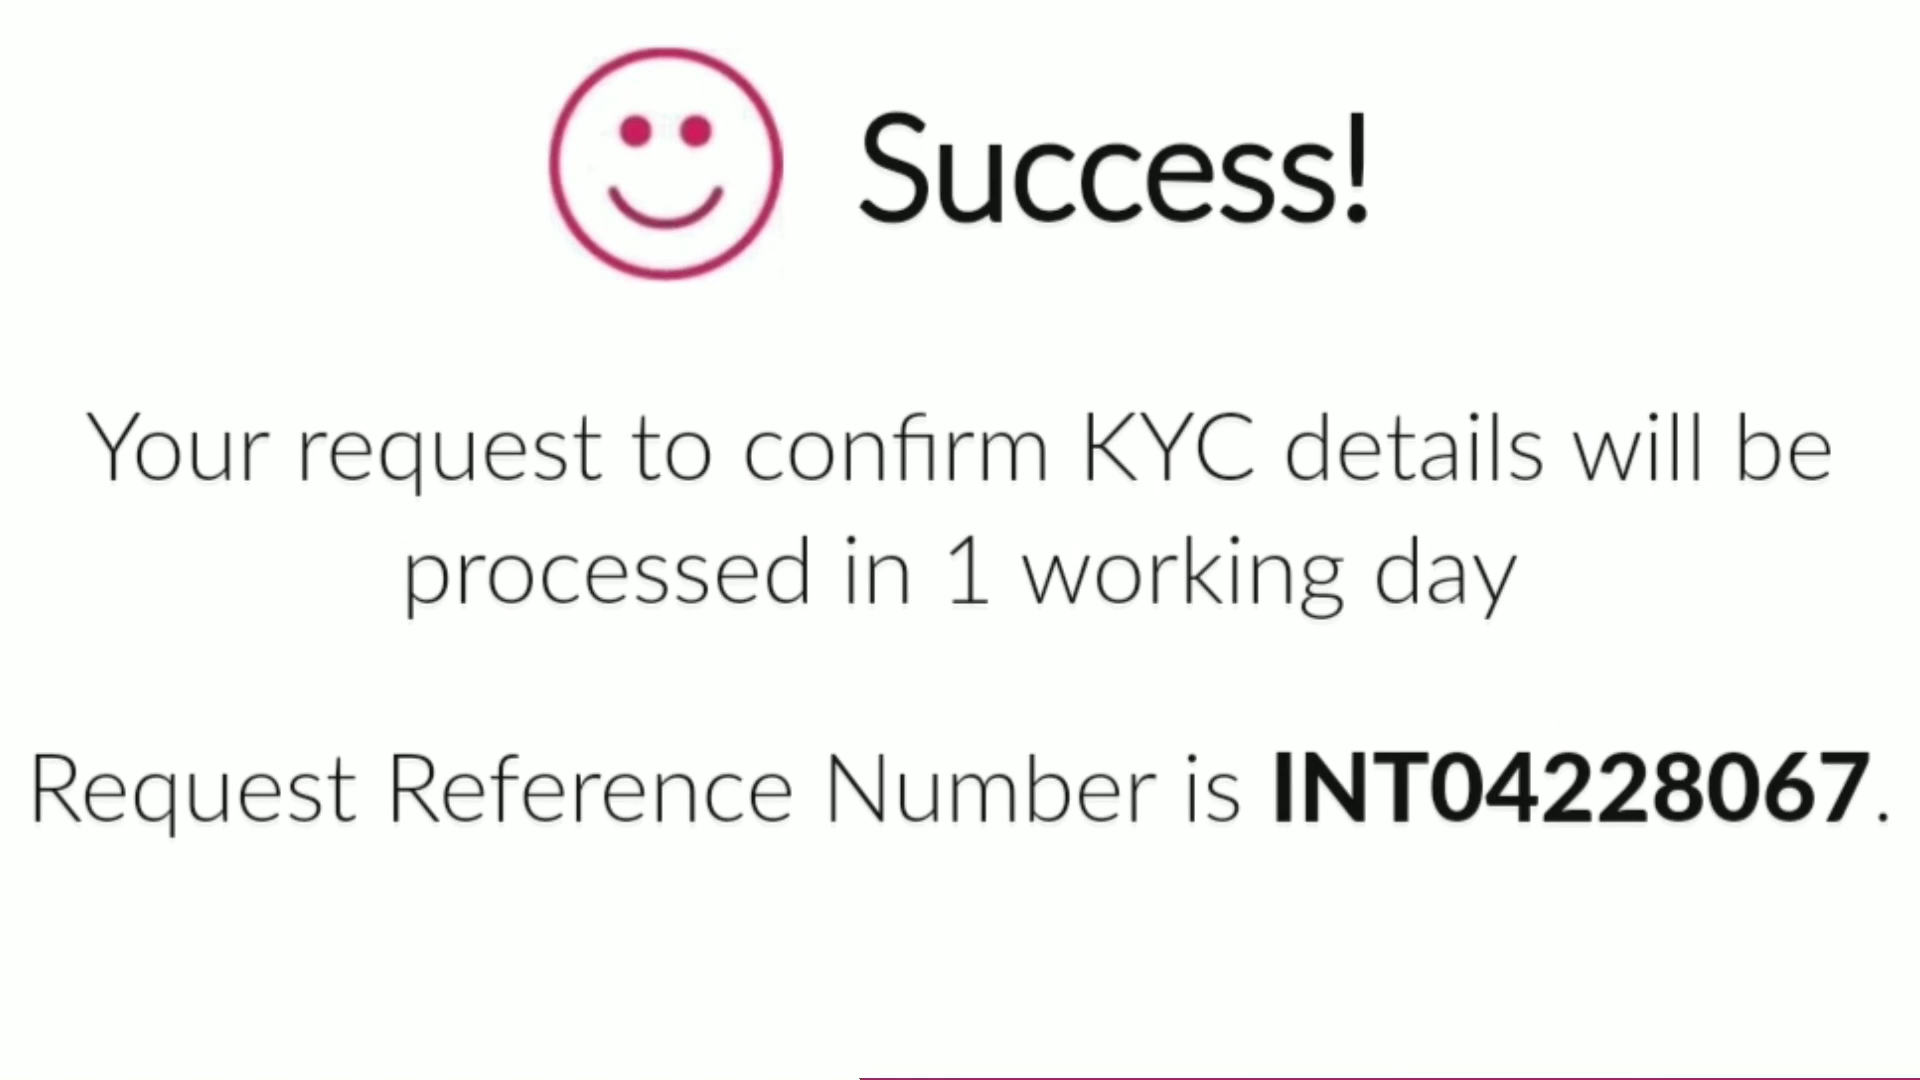 Success!
Your request to confirm KYC details will be
processed in 1 working day
Request Reference Number is INT04228067.